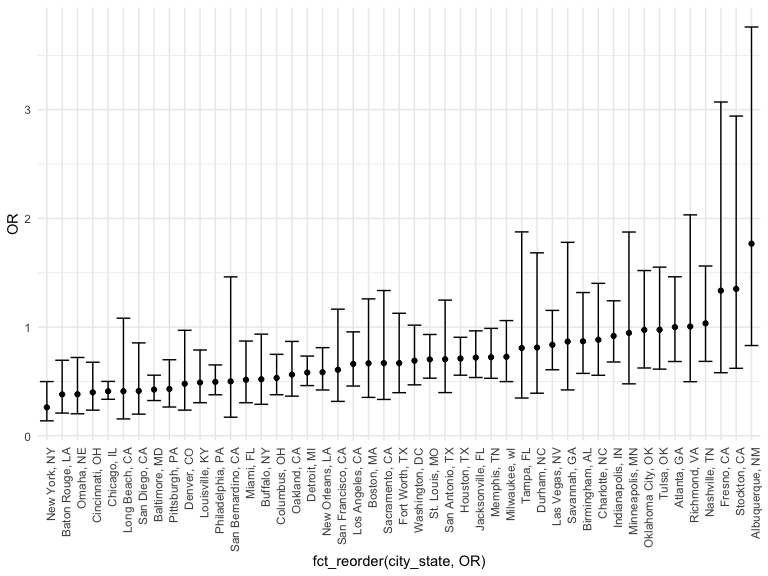 OR
3
2
1
0
New York, NY
Baton Rouge, LA
Omaha, NE
Cincinnati, OH
Chicago, IL
Long Beach, CA
San Diego, CA
Baltimore, MD
Pittsburgh, PA
Denver, CO
Louisville, KY
Philadelphia, PA
San Bernardino, CA
Miami, FL
Buffalo, NY
Columbus, OH
Oakland, CA
Detroit, MI
New Orleans, LA
San Francisco, CA
Los Angeles, CA
Boston, MA
Sacramento, CA
Fort Worth, TX
Washington, DC
St. Louis, MO
San Antonio, TX
Houston, TX
Jacksonville, FL
Memphis, TN
Milwaukee, wI
Tampa, FL
Durham, NC
Las Vegas, NV
Savannah, GA
Birmingham, AL
Charlotte, NC
Indianapolis, IN
Minneapolis, MN
Oklahoma City, OK
Tulsa, OK
Atlanta, GA
Richmond, VA
Nashville, TN
Fresno, CA
Stockton, CA
Albuquerque, NM
fct_reorder(city_state, OR)